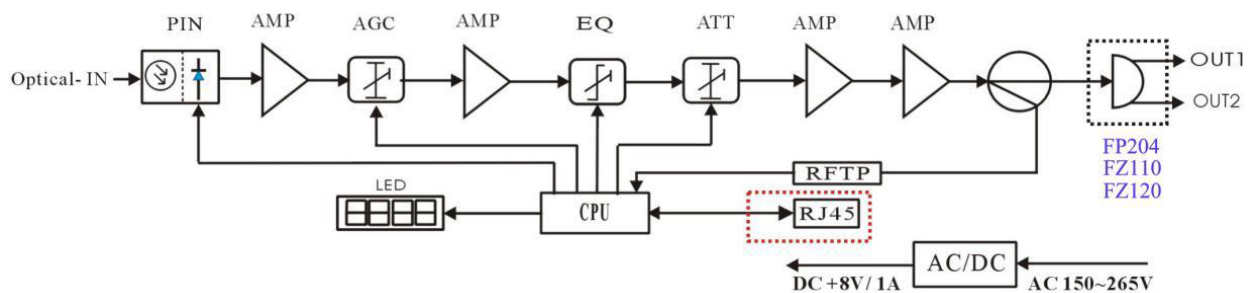 PIN AMP AGC AMP EQ ATT AMP AMP
Optical- IN
OUT1
OUT2
FP204
FZ110
FZ120
RFTP
LED
CPU
RJ45
AC/DC
DC +8V/ 1A
AC 150~265V